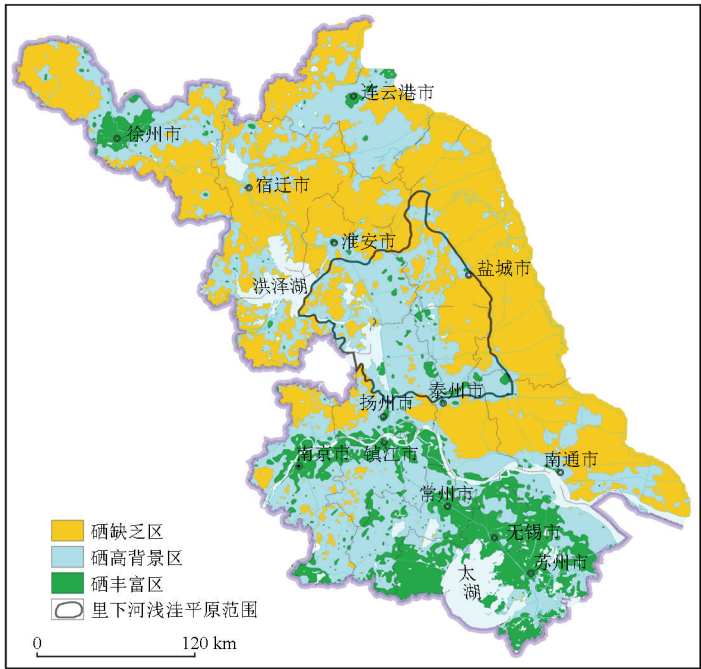 连云港市
徐州市
宿迁市
淮安市
盐城市
洪泽湖
泰州市
扬州市
南京市
镇江市
南通市
常州市
无锡市
太
湖
苏州市
硒缺乏区
硒高背景区
硒丰富区
里下河浅洼平原范围
0 120 km